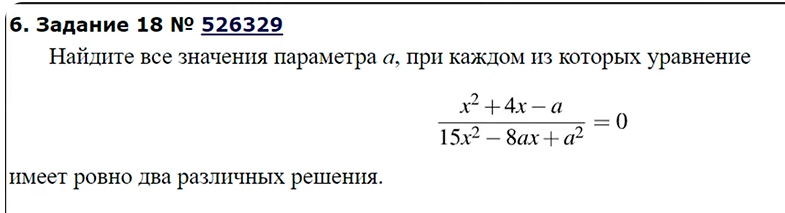 6. Задание 18 № 526329
Найдите все значения параметра a, при каждом из которых уравнение
x² + 4x − a
15x² − 8ax + a²
= 0
имеет ровно два различных решения.